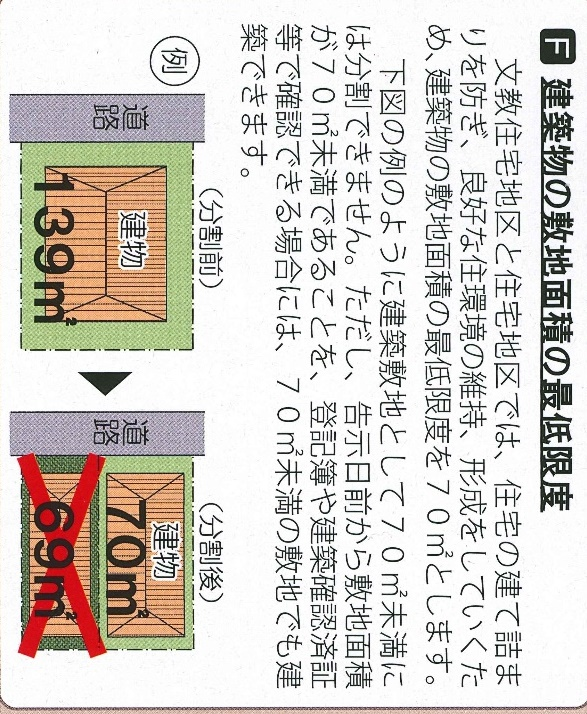 F 建築物の敷地面積の最低限度
文教住宅地区と住宅地区では、住宅の建て詰ま
りを防ぎ、良好な住環境の維持、形成をしていくた
め、建築物の敷地面積の最低限度を７０㎡とします。
下図の例のように建築敷地として７０㎡未満に
は分割できません。ただし、告示日前から敷地面積
が７０㎡未満であることを、登記簿や建築確認済証
等で確認できる場合には、７０㎡未満の敷地でも建
築できます。
例
（分割前）
道路
建物
139㎡
（分割後）
道路
建物
70㎡
69㎡